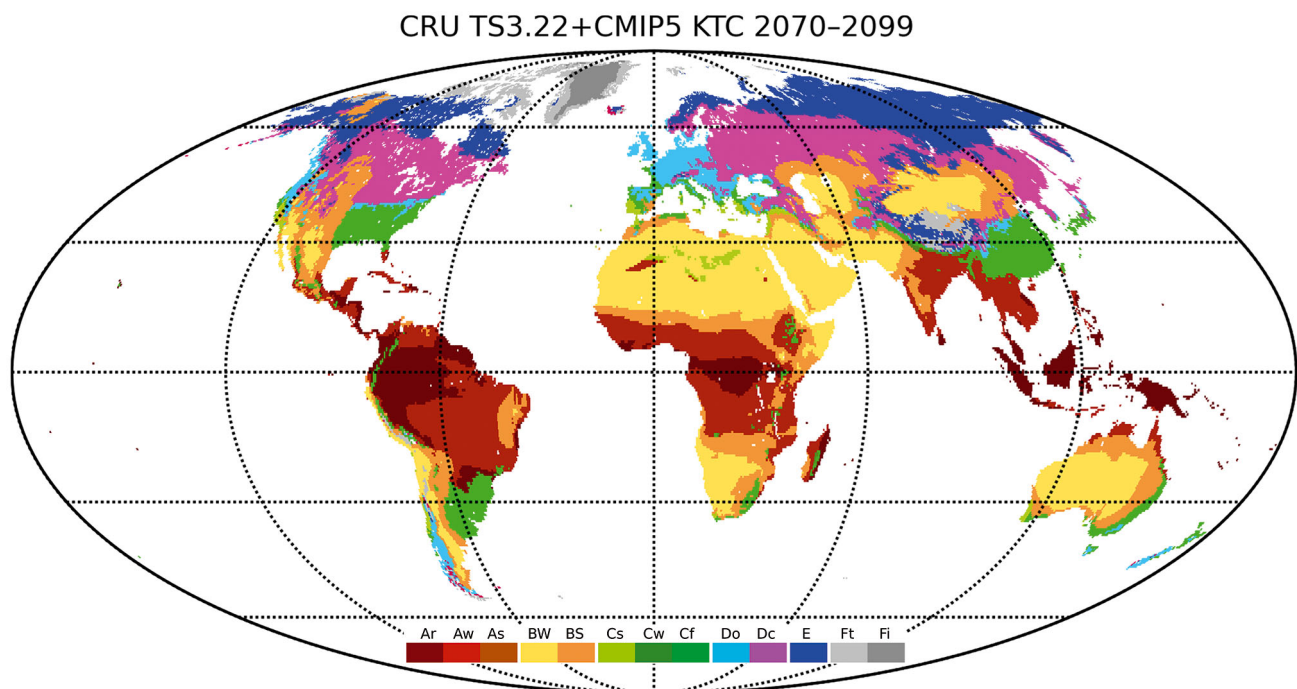 CRU TS3.22+CMIP5 KTC 2070–2099
Ar Aw As BW BS Cs Cw Cf Do Dc E Ft Fi